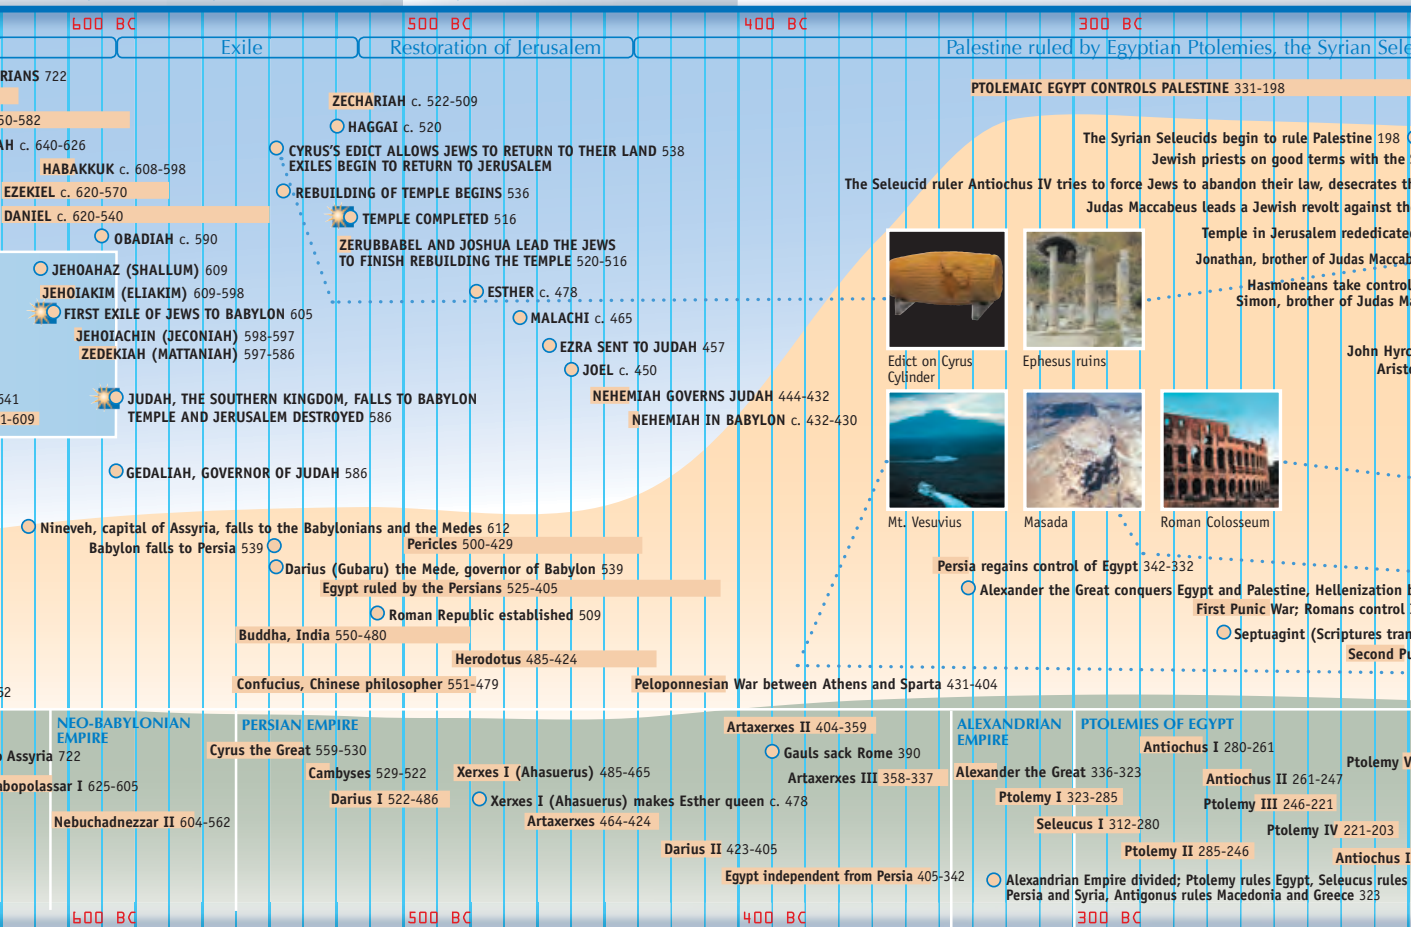 600 BC 500 BC 400 BC 300 BC
Exile Restoration of Jerusalem Palestine ruled by Egyptian Ptolemies, the Syrian Sele
RIANS 722
50-582
AH c. 640-626
HABAKKUK c. 608-598
EZEKIEL c. 620-570
DANIEL c. 620-540
OBADIAH c. 590
JEHOAHAZ (SHALLUM) 609
JEHOIAKIM (ELIAKIM) 609-598
FIRST EXILE OF JEWS TO BABYLON 605
JEHOIACHIN (JECONIAH) 598-597
ZEDEKIAH (MATTANIAH) 597-586
641
1-609
JUDAH, THE SOUTHERN KINGDOM, FALLS TO BABYLON
TEMPLE AND JERUSALEM DESTROYED 586
GEDALIAH, GOVERNOR OF JUDAH 586
ZECHARIAH c. 522-509
HAGGAI c. 520
CYRUS'S EDICT ALLOWS JEWS TO RETURN TO THEIR LAND 538
EXILES BEGIN TO RETURN TO JERUSALEM
REBUILDING OF TEMPLE BEGINS 536
TEMPLE COMPLETED 516
ZERUBBABEL AND JOSHUA LEAD THE JEWS
TO FINISH REBUILDING THE TEMPLE 520-516
ESTHER c. 478
MALACHI c. 465
EZRA SENT TO JUDAH 457
JOEL c. 450
NEHEMIAH GOVERNS JUDAH 444-432
NEHEMIAH IN BABYLON c. 432-430
PTOLEMAIC EGYPT CONTROLS PALESTINE 331-198
The Syrian Seleucids begin to rule Palestine 198
Jewish priests on good terms with the S
The Seleucid ruler Antiochus IV tries to force Jews to abandon their law, desecrates th
Judas Maccabeus leads a Jewish revolt against the
Temple in Jerusalem rededicated
Jonathan, brother of Judas Maccab
Hasmoneans take control
Simon, brother of Judas Ma
John Hyrc
Aristo
Edict on Cyrus
Cylinder
Ephesus ruins
Mt. Vesuvius
Masada
Roman Colosseum
Nineveh, capital of Assyria, falls to the Babylonians and the Medes 612
Babylon falls to Persia 539
Pericles 500-429
Darius (Gubaru) the Mede, governor of Babylon 539
Egypt ruled by the Persians 525-405
Roman Republic established 509
Buddha, India 550-480
Herodotus 485-424
Confucius, Chinese philosopher 551-479
Peloponnesian War between Athens and Sparta 431-404
52
Persia regains control of Egypt 342-332
Alexander the Great conquers Egypt and Palestine, Hellenization b
First Punic War; Romans control
Septuagint (Scriptures tran
Second Pu
NEO-BABYLONIAN
EMPIRE
PERSIAN EMPIRE
ALEXANDRIAN
EMPIRE
PTOLEMIES OF EGYPT
o Assyria 722
abopolassar I 625-605
Nebuchadnezzar II 604-562
Cyrus the Great 559-530
Cambyses 529-522
Darius I 522-486
Xerxes I (Ahasuerus) 485-465
Xerxes I (Ahasuerus) makes Esther queen c. 478
Artaxerxes 464-424
Darius II 423-405
Egypt independent from Persia 405-342
Artaxerxes II 404-359
Gauls sack Rome 390
Artaxerxes III 358-337
Alexander the Great 336-323
Ptolemy I 323-285
Seleucus I 312-280
Ptolemy II 285-246
Antiochus I 280-261
Antiochus II 261-247
Ptolemy III 246-221
Ptolemy IV 221-203
Ptolemy V
Antiochus I
Alexandrian Empire divided; Ptolemy rules Egypt, Seleucus rules
Persia and Syria, Antigonus rules Macedonia and Greece 323
600 BC 500 BC 400 BC 300 BC